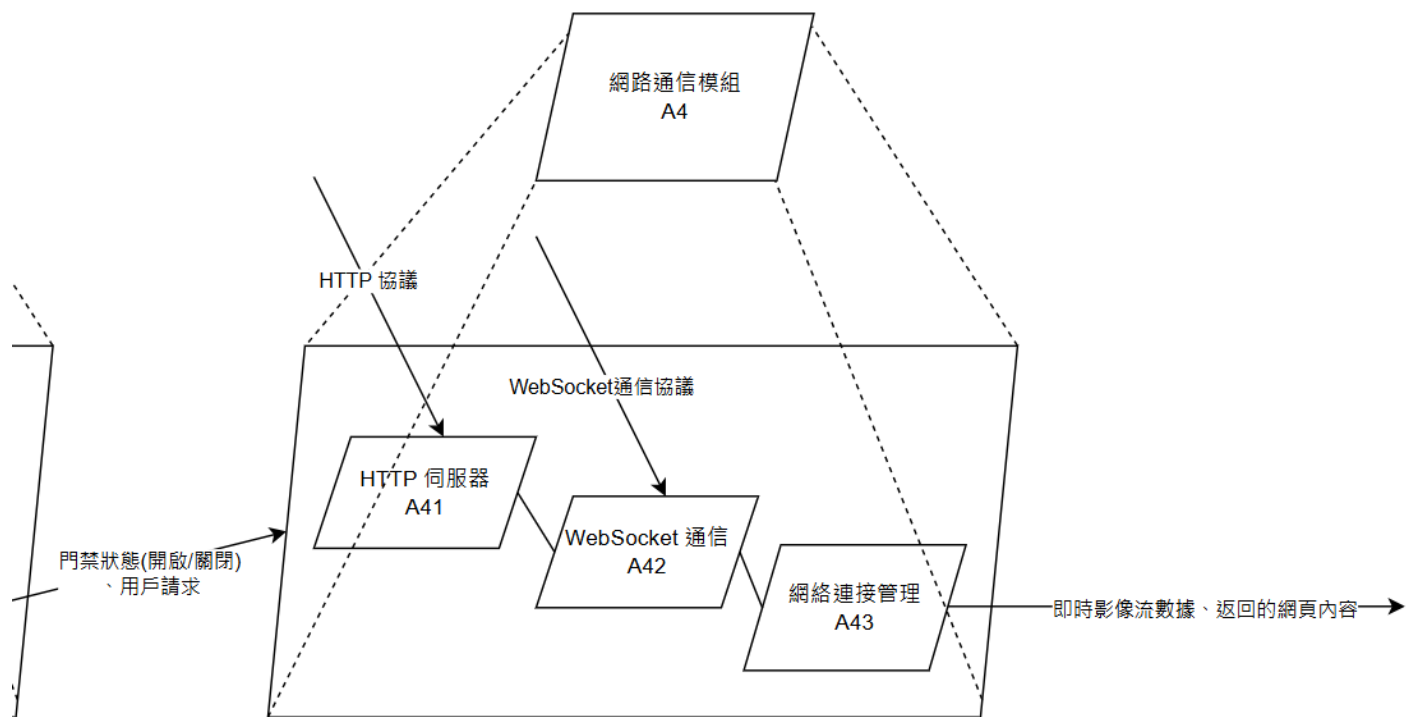 網路通信模組
A4
HTTP 協議
WebSocket通信協議
HTTP 伺服器
A41
WebSocket 通信
A42
門禁狀態(開啟/關閉)
、用戶請求
網絡連接管理
A43
即時影像流數據、返回的網頁內容